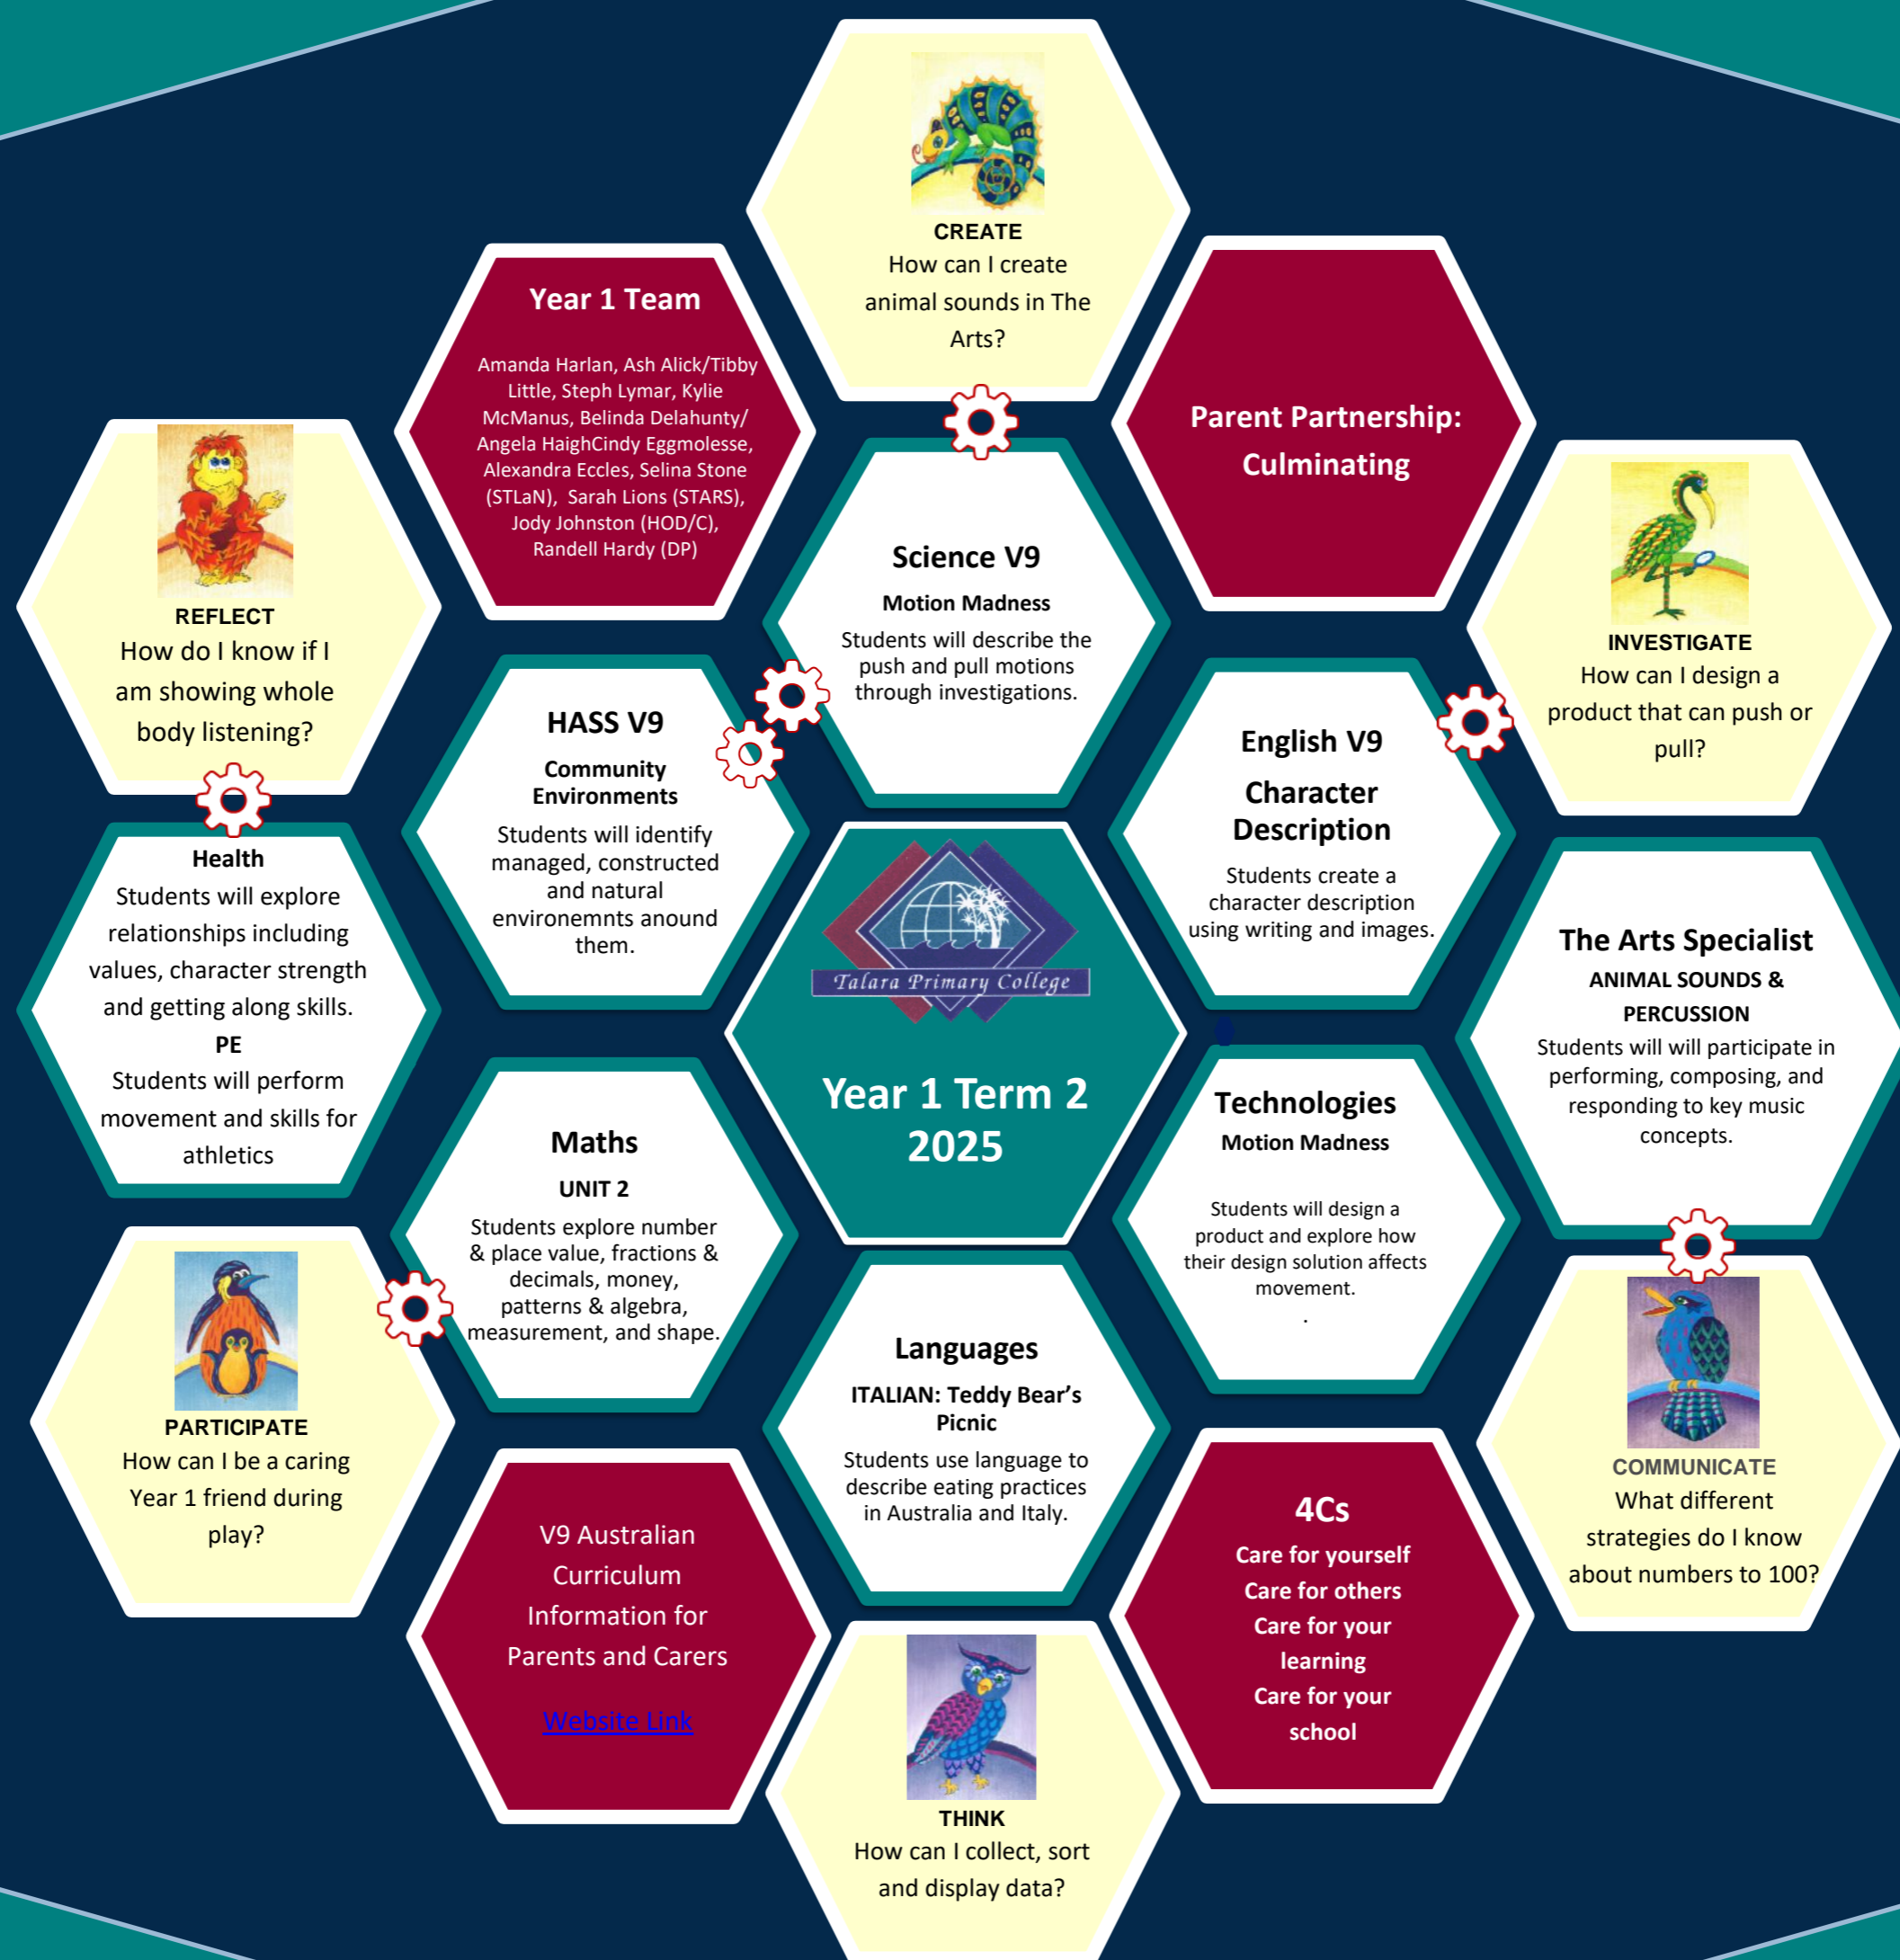 CREATE
How can I create
animal sounds in The
Arts?
Year 1 Team
Amanda Harlan, Ash Alick/Tibby
Little, Steph Lymar, Kylie
McManus, Belinda Delahunty/
Angela HaighCindy Eggmolesse,
Alexandra Eccles, Selina Stone
(STLaN), Sarah Lions (STARS),
Jody Johnston (HOD/C),
Randell Hardy (DP)
Parent Partnership:
Culminating
REFLECT
How do I know if I
am showing whole
body listening?
Science V9
Motion Madness
Students will describe the
push and pull motions
through investigations.
INVESTIGATE
How can I design a
product that can push or
pull?
HASS V9
Community
Environments
Students will identify
managed, constructed
and natural
environemnts anound
them.
English V9
Character
Description
Students create a
character description
using writing and images.
Health
Students will explore
relationships including
values, character strength
and getting along skills.
PE
Students will perform
movement and skills for
athletics
Talara Primary College
Year 1 Term 2
2025
The Arts Specialist
ANIMAL SOUNDS &
PERCUSSION
Students will will participate in
performing, composing, and
responding to key music
concepts.
Maths
UNIT 2
Students explore number
& place value, fractions &
decimals, money,
patterns & algebra,
measurement, and shape.
Technologies
Motion Madness
Students will design a
product and explore how
their design solution affects
movement.
.
PARTICIPATE
How can I be a caring
Year 1 friend during
play?
Languages
ITALIAN: Teddy Bear’s
Picnic
Students use language to
describe eating practices
in Australia and Italy.
COMMUNICATE
What different
strategies do I know
about numbers to 100?
V9 Australian
Curriculum
Information for
Parents and Carers
Website Link
4Cs
Care for yourself
Care for others
Care for your
learning
Care for your
school
THINK
How can I collect, sort
and display data?